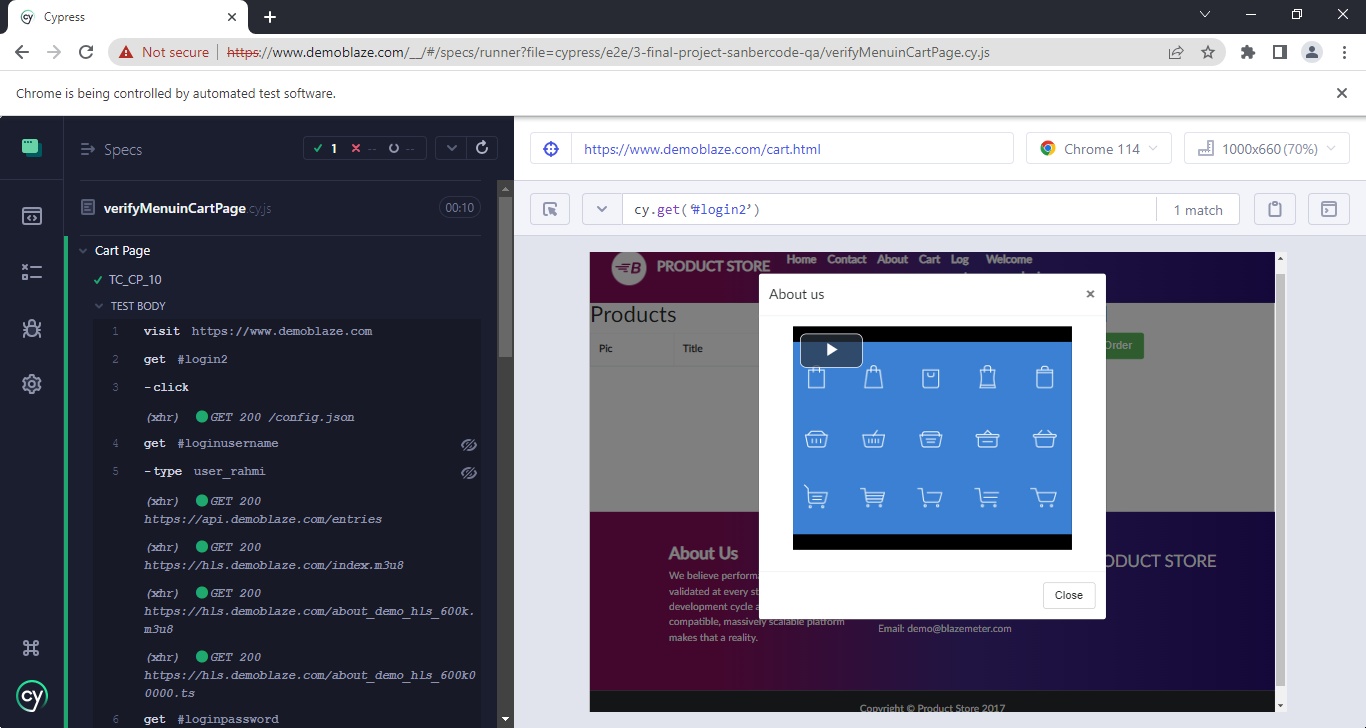 Cypress
Not secure
https://www.demoblaze.com/__/#/specs/runner?file=cypress/e2e/3-final-project-sanbercode-qa/verifyMenuinCartPage.cy.js
Chrome is being controlled by automated test software.
Specs
1
--
--
https://www.demoblaze.com/cart.html
Chrome 114
1000x660 (70%)
verifyMenuinCartPage.cy.js
00:10
cy.get('#login2')
1 match
Cart Page
TC_CP_10
TEST BODY
1 visit https://www.demoblaze.com
2 get #login2
3 -click
(xhr) GET 200 /config.json
4 get #loginusername
5 -type user_rahmi
(xhr) GET 200
https://api.demoblaze.com/entries
(xhr) GET 200
https://hls.demoblaze.com/index.m3u8
(xhr) GET 200
https://hls.demoblaze.com/about_demo_hls_600k.
m3u8
(xhr) GET 200
https://hls.demoblaze.com/about_demo_hls_600k0
0000.ts
6 get #loginpassword
cy
B
PRODUCT STORE
Home Contact About Cart Log Welcome
About us
×
Products
Pic Title
Order
Close
About Us
We believe perform
validated at every st
development cycle a
compatible, massively scalable platform
makes that a reality.
Email: demo@blazemeter.com
ODUCT STORE
Copyright © Product Store 2017